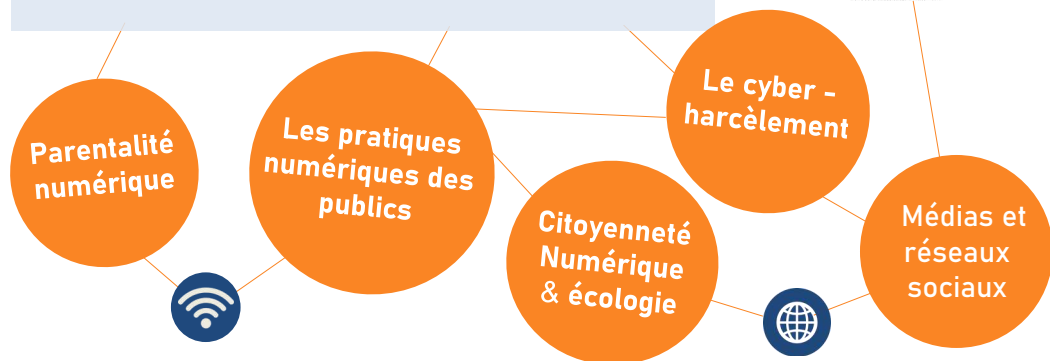 Parentalité
numérique
Les pratiques
numériques des
publics
Citoyenneté
Numérique
& écologie
Le cyber -
harcèlement
Médias et
réseaux
sociaux